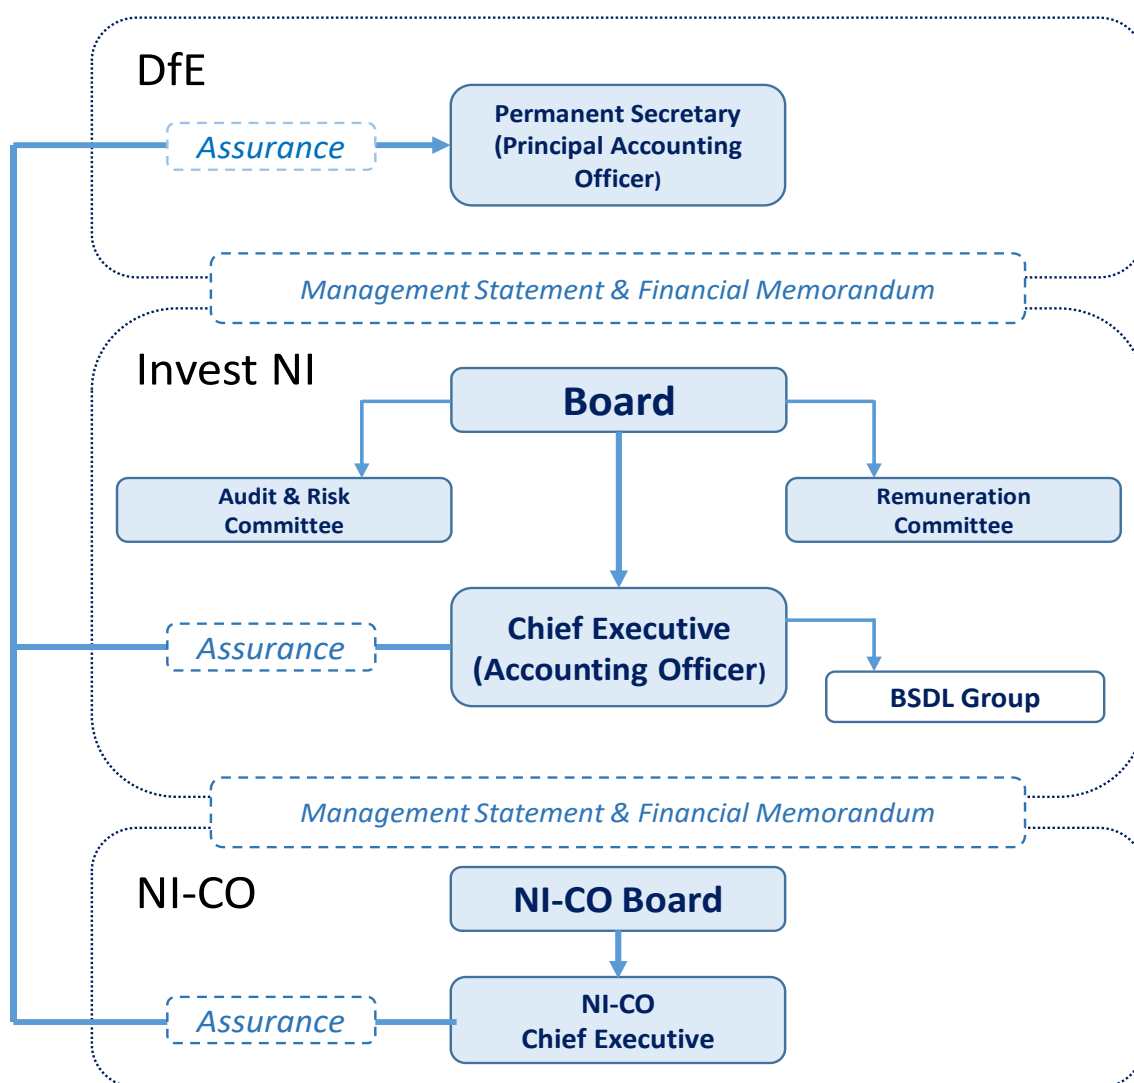 DfE
Permanent Secretary
(Principal Accounting
Officer)
Assurance
Management Statement & Financial Memorandum
Invest NI
Board
Audit & Risk
Committee
Remuneration
Committee
Chief Executive
(Accounting Officer)
Assurance
BSDL Group
Management Statement & Financial Memorandum
NI-CO
NI-CO Board
NI-CO
Chief Executive
Assurance